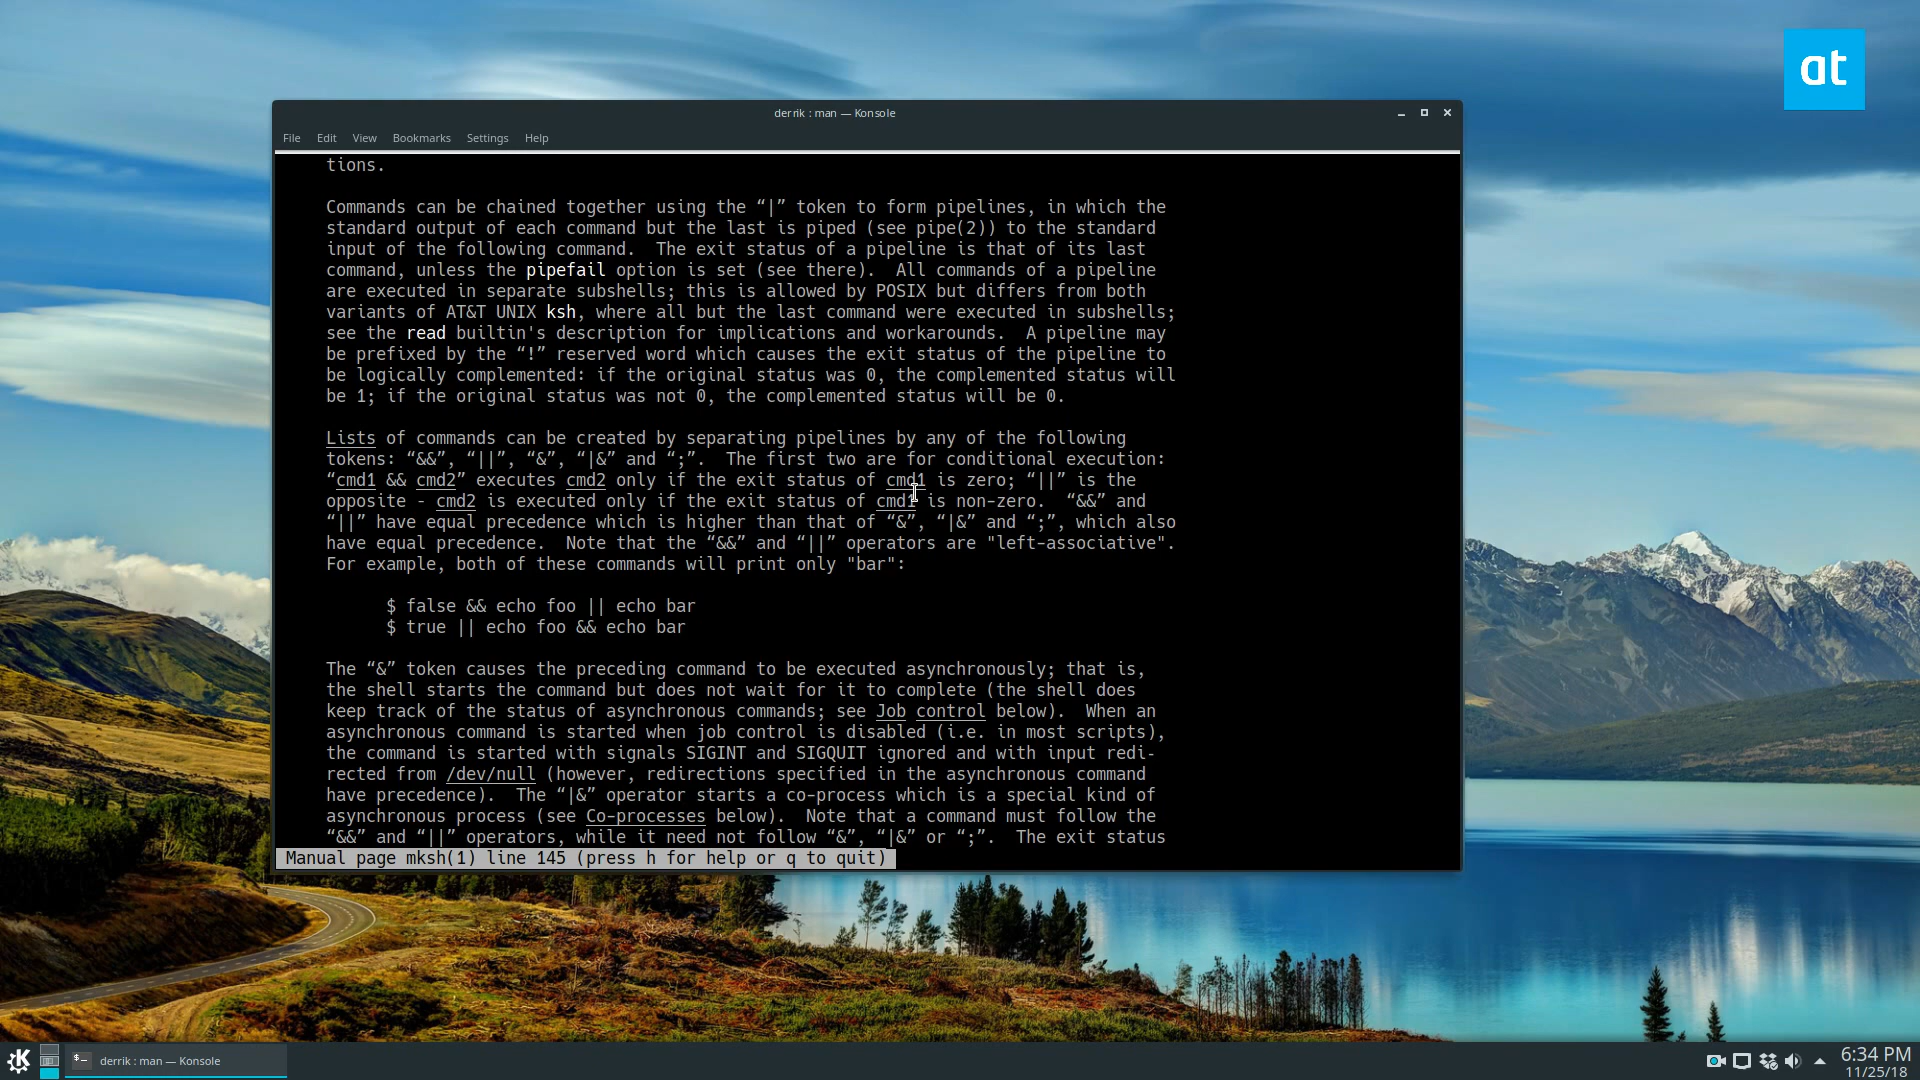 at
derrik : man — Konsole
File Edit View Bookmarks Settings Help
tions.
Commands can be chained together using the “|” token to form pipelines, in which the
standard output of each command but the last is piped (see pipe(2)) to the standard
input of the following command.  The exit status of a pipeline is that of its last
command, unless the pipefail option is set (see there).  All commands of a pipeline
are executed in separate subshells; this is allowed by POSIX but differs from both
variants of AT&T UNIX ksh, where all but the last command were executed in subshells;
see the read builtin's description for implications and workarounds.  A pipeline may
be prefixed by the “!” reserved word which causes the exit status of the pipeline to
be logically complemented: if the original status was 0, the complemented status will
be 1; if the original status was not 0, the complemented status will be 0.
Lists of commands can be created by separating pipelines by any of the following
tokens: “&&”, “||”, “&”, “|&” and “;”.  The first two are for conditional execution:
“cmd1 && cmd2” executes cmd2 only if the exit status of cmd1 is zero; “||” is the
opposite - cmd2 is executed only if the exit status of cmd1 is non-zero.  “&&” and
“||” have equal precedence which is higher than that of “&”, “|&” and “;”, which also
have equal precedence.  Note that the “&&” and “||” operators are "left-associative".
For example, both of these commands will print only "bar":
$ false && echo foo || echo bar
$ true || echo foo && echo bar
The “&” token causes the preceding command to be executed asynchronously; that is,
the shell starts the command but does not wait for it to complete (the shell does
keep track of the status of asynchronous commands; see Job control below).  When an
asynchronous command is started when job control is disabled (i.e. in most scripts),
the command is started with signals SIGINT and SIGQUIT ignored and with input redi-
rected from /dev/null (however, redirections specified in the asynchronous command
have precedence).  The “|&” operator starts a co-process which is a special kind of
asynchronous process (see Co-processes below).  Note that a command must follow the
“&&” and “||” operators, while it need not follow “&”, “|&” or “;”.  The exit status
Manual page mksh(1) line 145 (press h for help or q to quit)
derrik : man — Konsole
6:34 PM
11/25/18